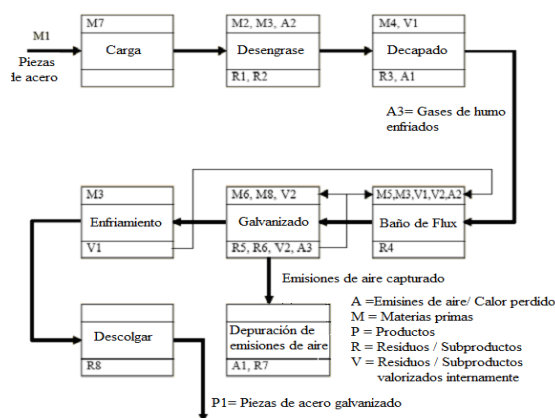 M1
Piezas
de acero
M7
Carga
M2, M3, A2
Desengrase
R1, R2
M4, V1
Decapado
R3, A1
A3= Gases de humo
enfriados
M3
Enfriamiento
V1
M6, M8, V2
Galvanizado
R5, R6, V2, A3
M5,M3,V1,V2,A2
Baño de Flux
R4
Emisiones de aire capturado
Descolgar
R8
Depuración de
emisiones de aire
A1, R7
A =Emisines de aire/ Calor perdido
M = Materias primas
P = Productos
R = Residuos / Subproductos
V = Residuos / Subproductos
valorizados internamente
P1= Piezas de acero galvanizado